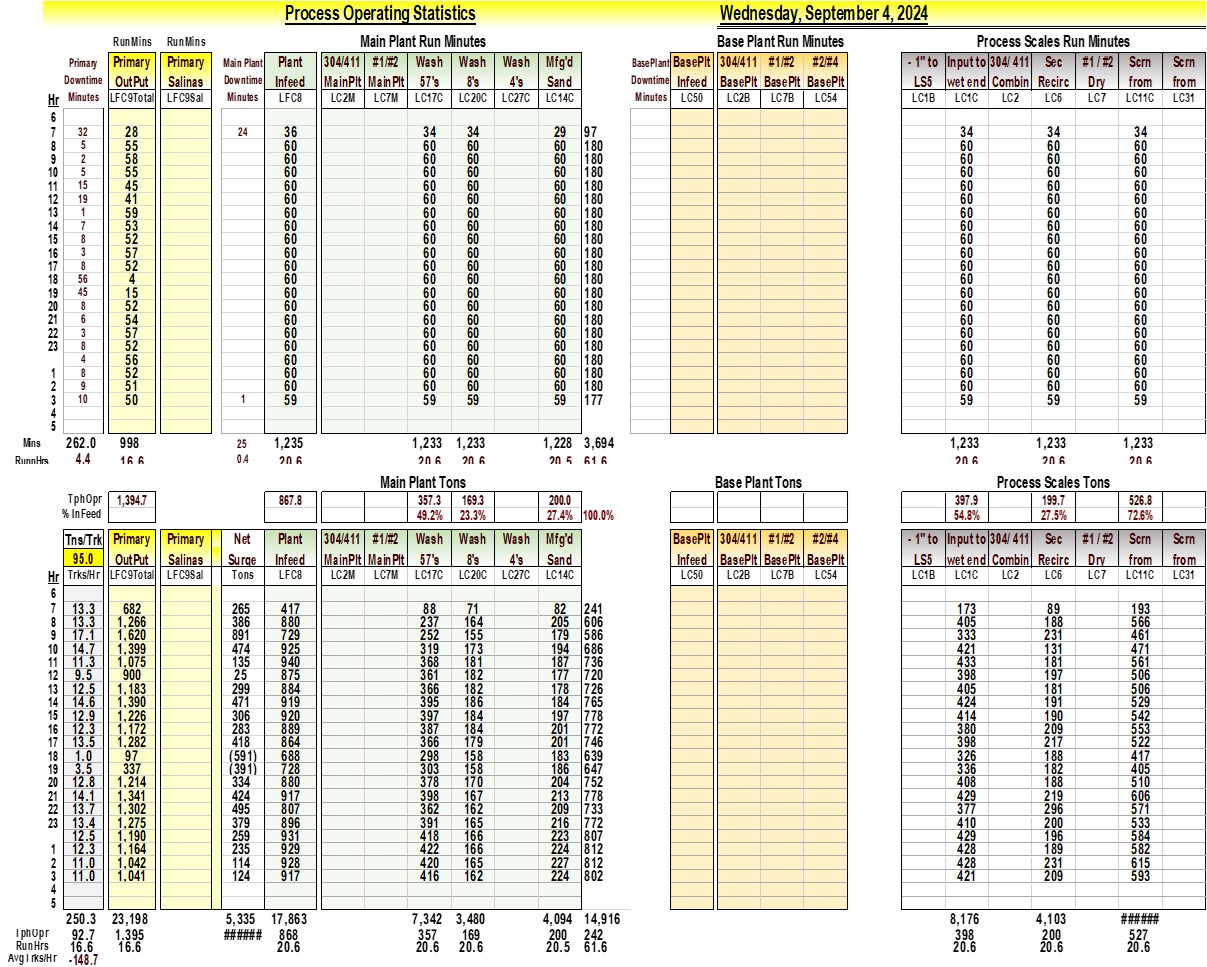 Process Operating Statistics Wednesday, September 4, 2024
RunMins RunMins Main Plant Run Minutes Base Plant Run Minutes Process Scales Run Minutes
Primary Primary Primary Main Plant Plant 304/411 #1/#2 Wash Wash Wash Mfg'd BasePlant BasePlt 304/411 #1/#2 #2/#4 - 1" to Input to 304/ 411 Sec #1 / #2 Scrn Scrn
Downtime OutPut Salinas Downtime Infeed MainPlt MainPlt 57's 8's 4's Sand Downtime Infeed BasePlt BasePlt BasePlt LS5 wet end Combin Recirc Dry from from
Hr Minutes LFC9Total LFC9Sal Minutes LFC8 LC2M LC7M LC17C LC20C LC27C LC14C Minutes LC50 LC2B LC7B LC54 LC1B LC1C LC2 LC6 LC7 LC11C LC31
6
7 32 28 24 36 34 34 29 97 34 34 34
8 5 55 60 60 60 60 180 60 60 60
9 2 58 60 60 60 60 180 60 60 60
10 5 55 60 60 60 60 180 60 60 60
11 15 45 60 60 60 60 180 60 60 60
12 19 41 60 60 60 60 180 60 60 60
13 1 59 60 60 60 60 180 60 60 60
14 7 53 60 60 60 60 180 60 60 60
15 8 52 60 60 60 60 180 60 60 60
16 3 57 60 60 60 60 180 60 60 60
17 8 52 60 60 60 60 180 60 60 60
18 56 4 60 60 60 60 180 60 60 60
19 45 15 60 60 60 60 180 60 60 60
20 8 52 60 60 60 60 180 60 60 60
21 6 54 60 60 60 60 180 60 60 60
22 3 57 60 60 60 60 180 60 60 60
23 8 52 60 60 60 60 180 60 60 60
4 56 60 60 60 60 180 60 60 60
1 8 52 60 60 60 60 180 60 60 60
2 9 51 60 60 60 60 180 60 60 60
3 10 50 1 59 59 59 59 177 59 59 59
4
5
Mins 262.0 998 25 1,235 1,233 1,233 1,228 3,694 1,233 1,233 1,233
RunnHrs 4.4 16.6 0.4 20.6 20.6 20.6 20.5 61.6 20.6 20.6 20.6
Main Plant Tons Base Plant Tons Process Scales Tons
TphOpr 1,394.7 867.8 357.3 169.3 200.0 397.9 199.7 526.8
% InFeed 49.2% 23.3% 27.4% 100.0% 54.8% 27.5% 72.6%
Tns/Trk Primary Primary Net Plant 304/411 #1/#2 Wash Wash Wash Mfg'd BasePlt 304/411 #1/#2 #2/#4 - 1" to Input to 304/ 411 Sec #1 / #2 Scrn Scrn
95.0 OutPut Salinas Surge Infeed MainPlt MainPlt 57's 8's 4's Sand Infeed BasePlt BasePlt BasePlt LS5 wet end Combin Recirc Dry from from
Hr Trks/Hr LFC9Total LFC9Sal Tons LFC8 LC2M LC7M LC17C LC20C LC27C LC14C LC50 LC2B LC7B LC54 LC1B LC1C LC2 LC6 LC7 LC11C LC31
6
7 13.3 682 265 417 88 71 82 241 173 89 193
8 13.3 1,266 386 880 237 164 205 606 405 188 566
9 17.1 1,620 891 729 252 155 179 586 333 231 461
10 14.7 1,399 474 925 319 173 194 686 421 131 471
11 11.3 1,075 135 940 368 181 187 736 433 181 561
12 9.5 900 25 875 361 182 177 720 398 197 506
13 12.5 1,183 299 884 366 182 178 726 405 181 506
14 14.6 1,390 471 919 395 186 184 765 424 191 529
15 12.9 1,226 306 920 397 184 197 778 414 190 542
16 12.3 1,172 283 889 387 184 201 772 380 209 553
17 13.5 1,282 418 864 366 179 201 746 398 217 522
18 1.0 97 (591) 688 298 158 183 639 326 188 417
19 3.5 337 (391) 728 303 158 186 647 336 182 405
20 12.8 1,214 334 880 378 170 204 752 408 188 510
21 14.1 1,341 424 917 398 167 213 778 429 219 606
22 13.7 1,302 495 807 362 162 209 733 377 296 571
23 13.4 1,275 379 896 391 165 216 772 410 200 533
12.5 1,190 259 931 418 166 223 807 429 196 584
1 12.3 1,164 235 929 422 166 224 812 428 189 582
2 11.0 1,042 114 928 420 165 227 812 428 231 615
3 11.0 1,041 124 917 416 162 224 802 421 209 593
4
5
250.3 23,198 5,335 17,863 7,342 3,480 4,094 14,916 8,176 4,103 ######
TphOpr 92.7 1,395 ###### 868 357 169 200 242 398 200 527
RunHrs 16.6 16.6 20.6 20.6 20.6 20.5 61.6 20.6 20.6 20.6
AvgTrks/Hr -148.7